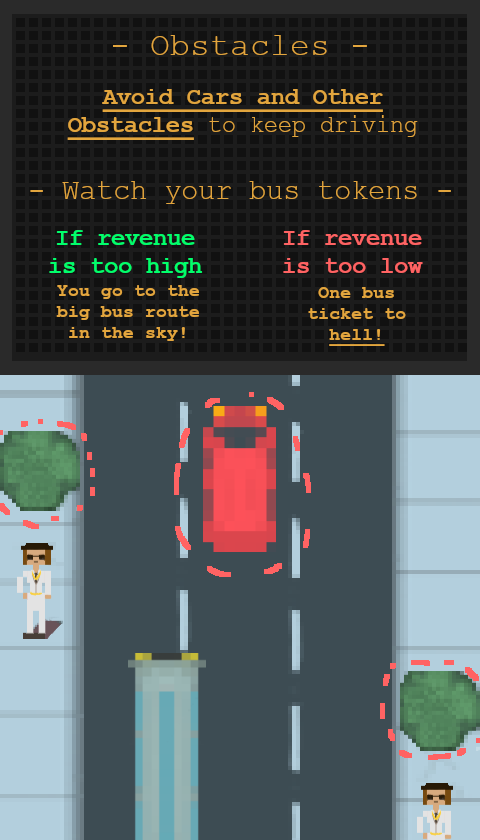 - Obstacles -
Avoid Cars and Other
Obstacles to keep driving
- Watch your bus tokens -
If revenue
is too high
You go to the
big bus route
in the sky!
If revenue
is too low
One bus
ticket to
hell!